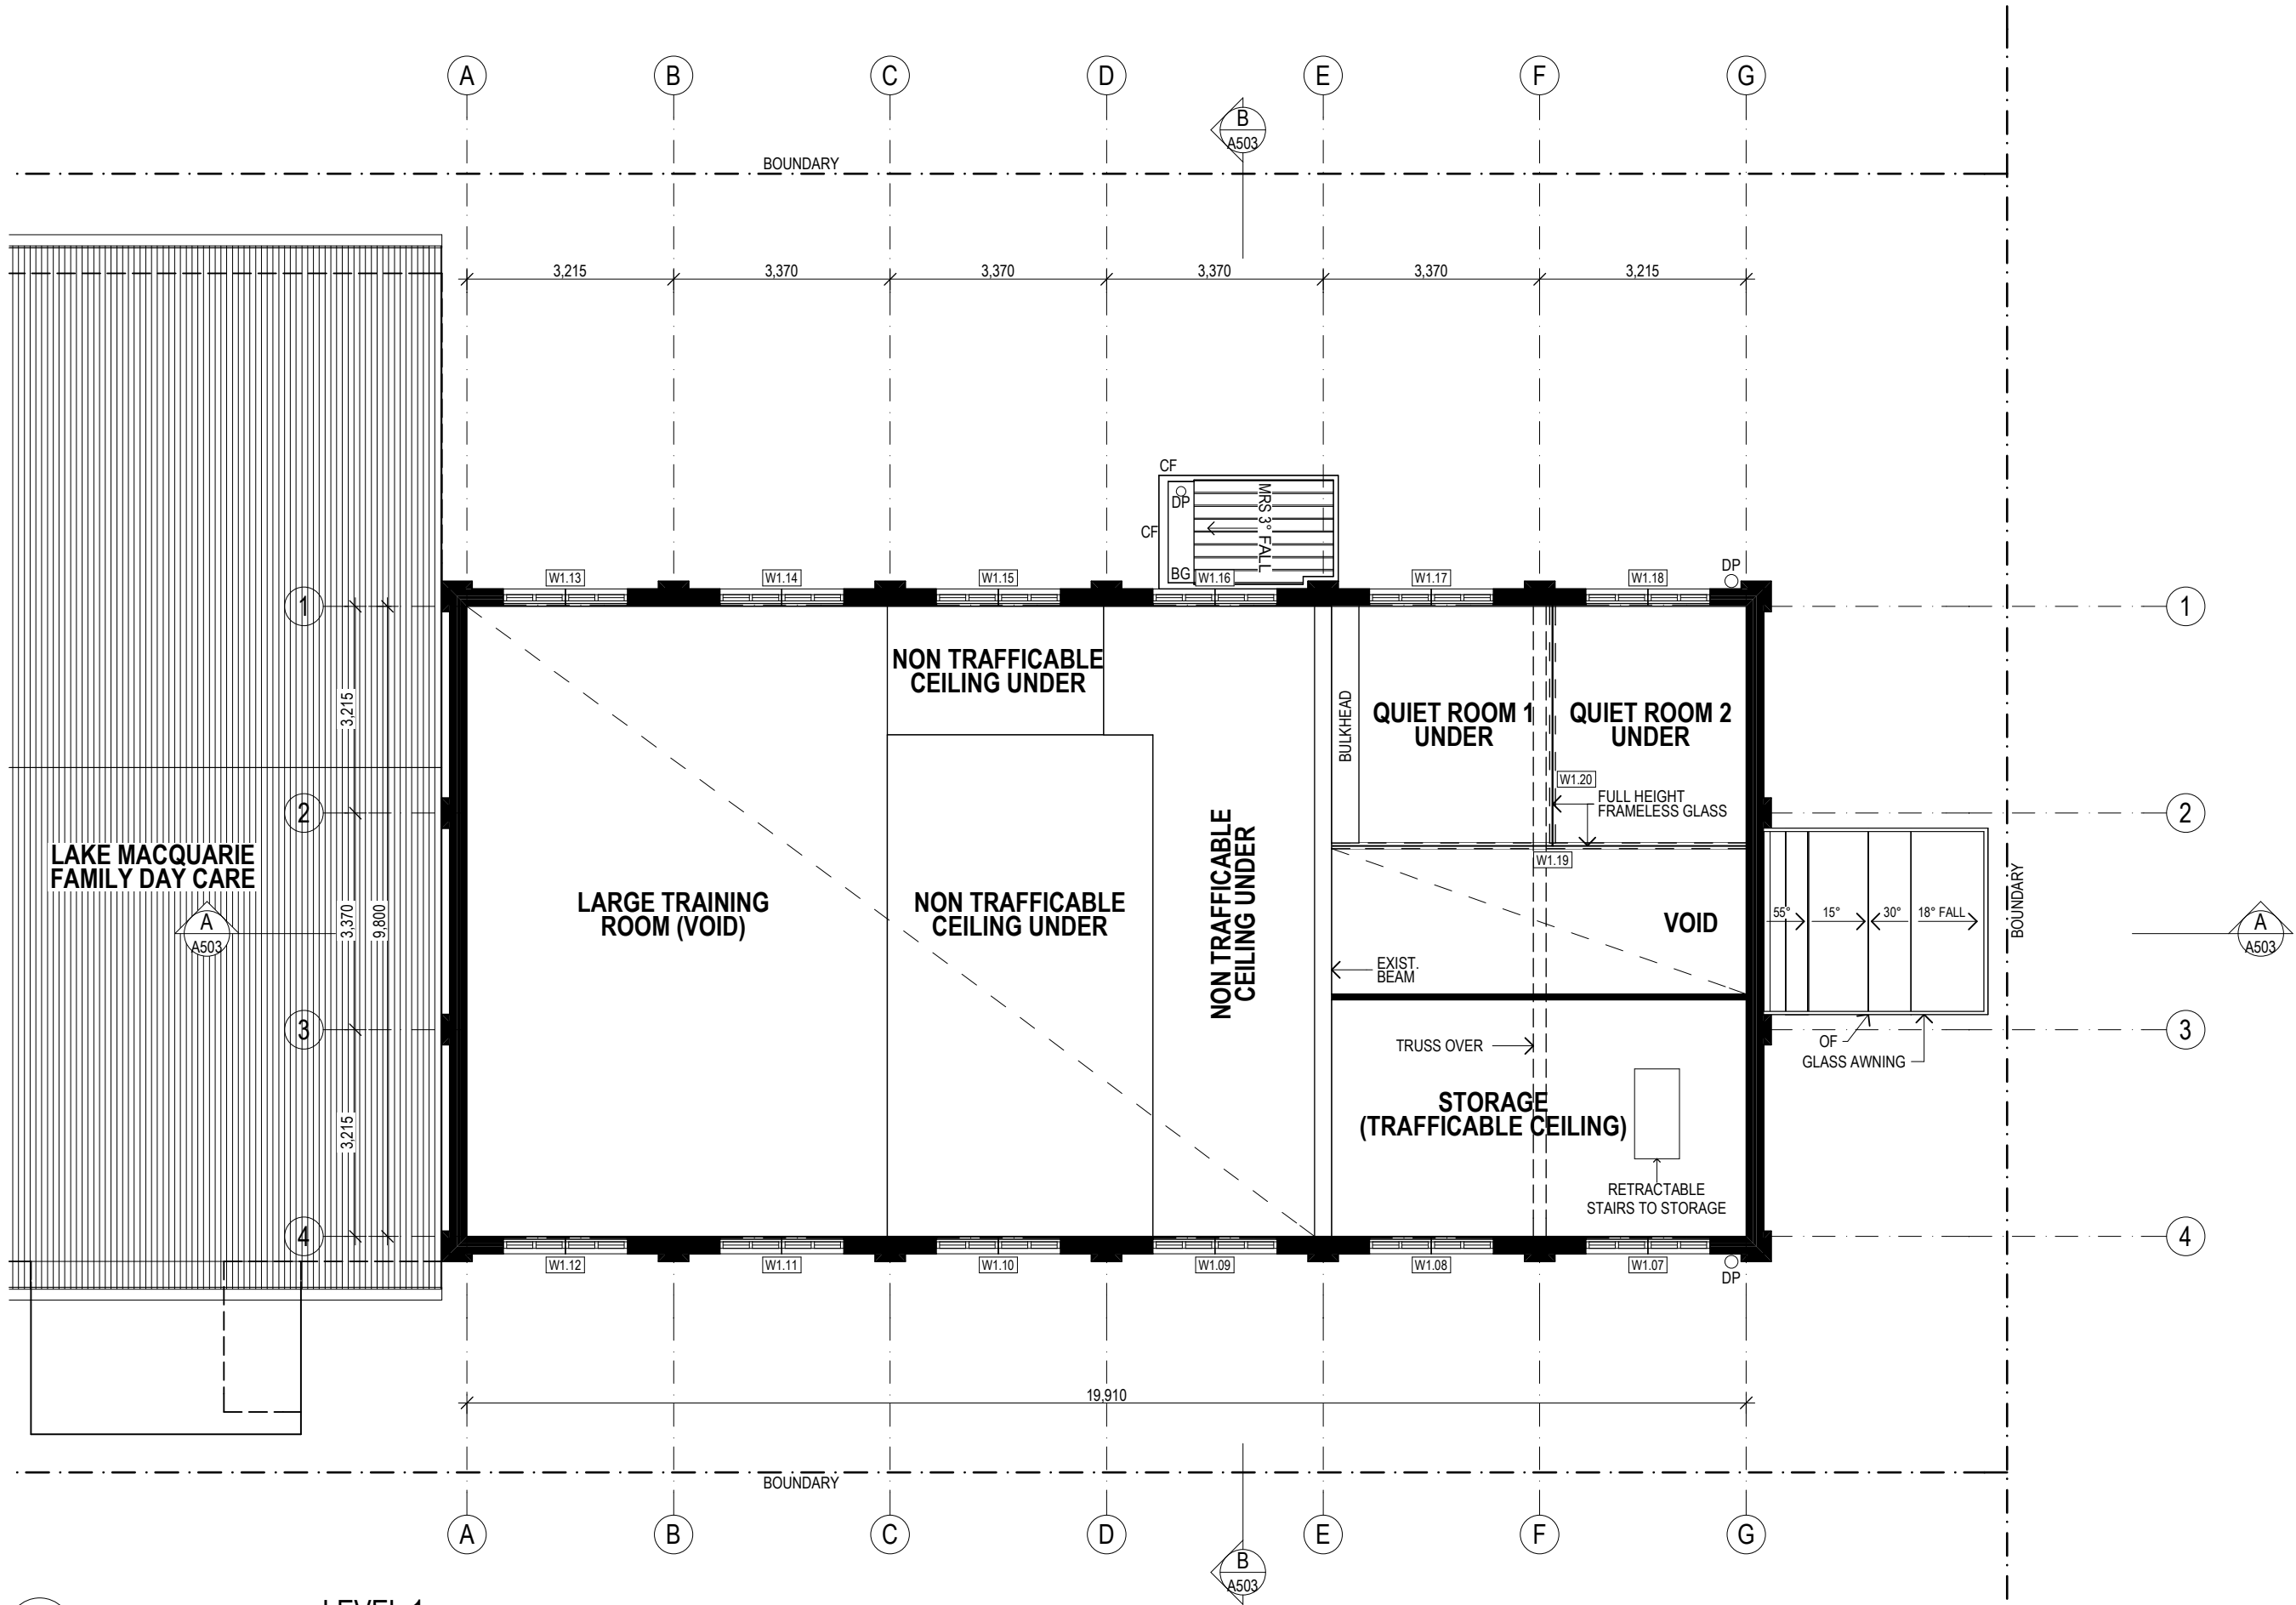 A B C D E F G
B
A503
BOUNDARY
3,215 3,370 3,370 3,370 3,370 3,215
CF
DP
CF
MRS 3° FALL
BG
W1.13 W1.14 W1.15 W1.16 W1.17 W1.18
DP
1
1
NON TRAFFICABLE
CEILING UNDER
3,215
BULKHEAD
QUIET ROOM 1
UNDER
QUIET ROOM 2
UNDER
W1.20
FULL HEIGHT
FRAMELESS GLASS
2
2
W1.19
LAKE MACQUARIE
FAMILY DAY CARE
A
A503
3,370
9,800
LARGE TRAINING
ROOM (VOID)
NON TRAFFICABLE
CEILING UNDER
NON TRAFFICABLE
CEILING UNDER
VOID
55° 15° 30° 18° FALL
BOUNDARY
A
A503
EXIST.
BEAM
3
3
TRUSS OVER
OF
GLASS AWNING
STORAGE
(TRAFFICABLE CEILING)
3,215
RETRACTABLE
STAIRS TO STORAGE
4
4
W1.12 W1.11 W1.10 W1.09 W1.08 W1.07
DP
19,910
BOUNDARY
A B C D E F G
B
A503
LEVEL 1